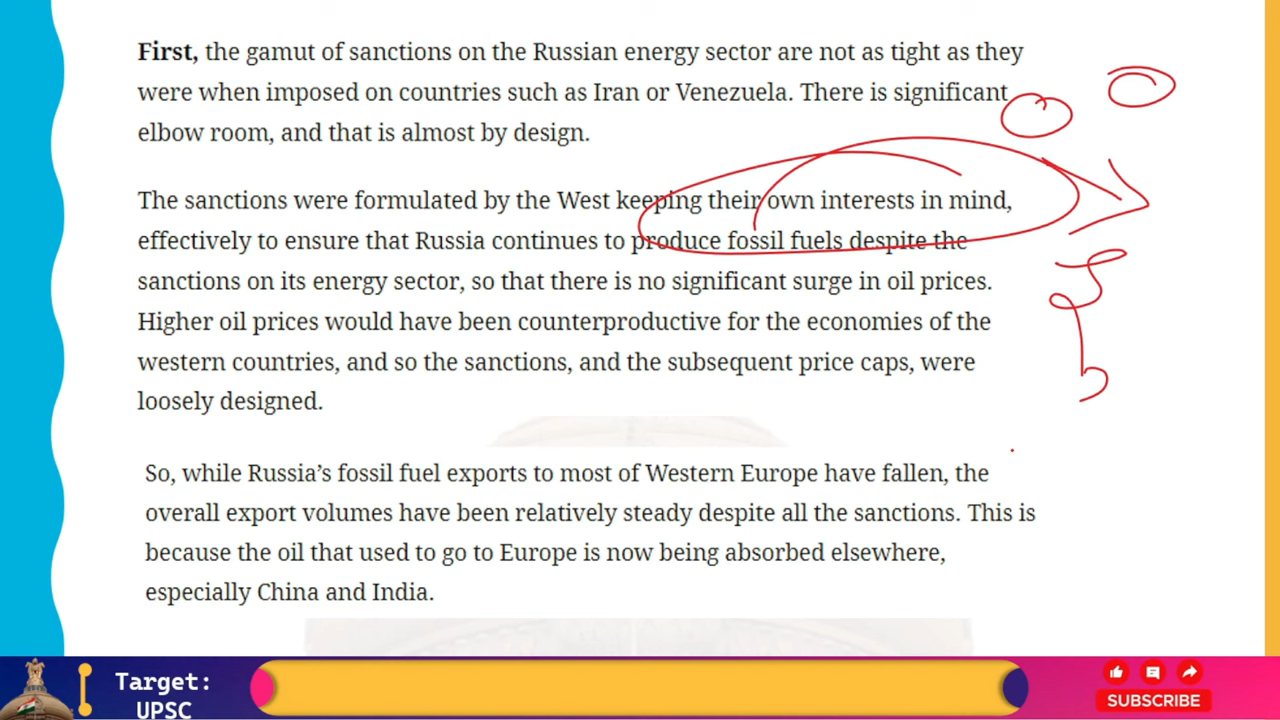 First, the gamut of sanctions on the Russian energy sector are not as tight as they
were when imposed on countries such as Iran or Venezuela. There is significant
elbow room, and that is almost by design.
The sanctions were formulated by the West keeping their own interests in mind,
effectively to ensure that Russia continues to produce fossil fuels despite the
sanctions on its energy sector, so that there is no significant surge in oil prices.
Higher oil prices would have been counterproductive for the economies of the
western countries, and so the sanctions, and the subsequent price caps, were
loosely designed.
So, while Russia’s fossil fuel exports to most of Western Europe have fallen, the
overall export volumes have been relatively steady despite all the sanctions. This is
because the oil that used to go to Europe is now being absorbed elsewhere,
especially China and India.
Target:
UPSC
SUBSCRIBE